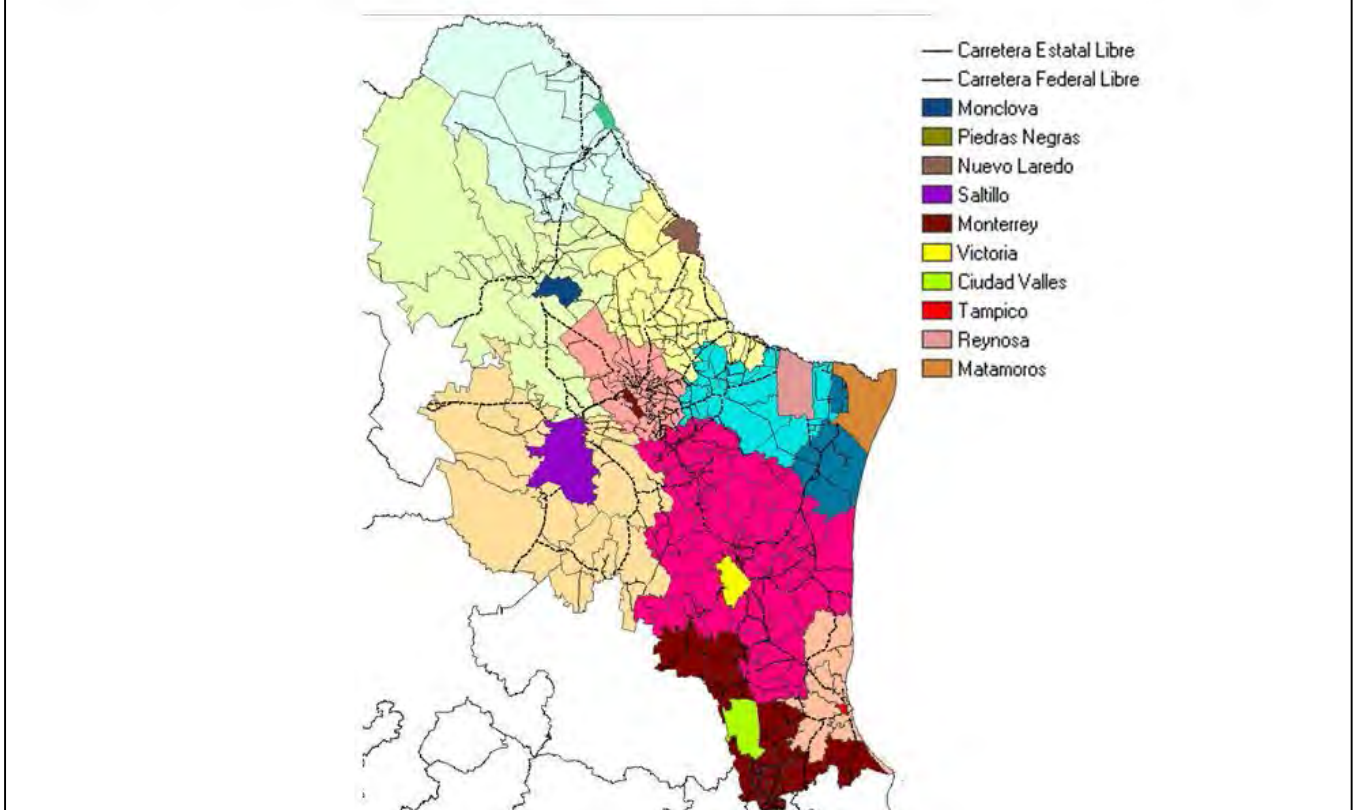 Carretera Estatal Libre
Carretera Federal Libre
Monclova
Piedras Negras
Nuevo Laredo
Saltillo
Monterrey
Victoria
Ciudad Valles
Tampico
Reynosa
Matamoros